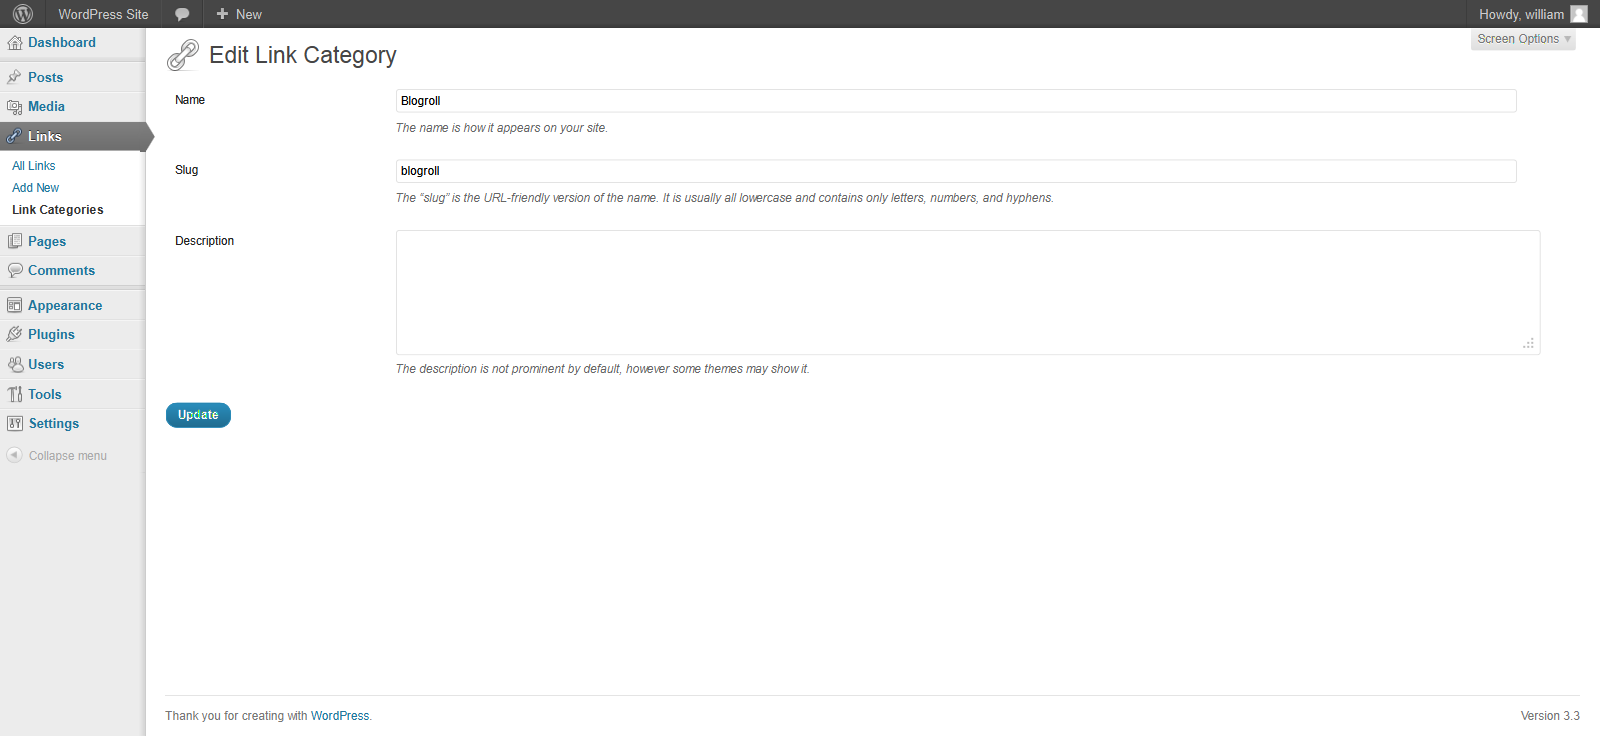 WordPress Site
New
Howdy, william
Screen Options
Dashboard
Posts
Media
Links
All Links
Add New
Link Categories
Pages
Comments
Appearance
Plugins
Users
Tools
Settings
Collapse menu
Edit Link Category
Name
Blogroll
The name is how it appears on your site.
Slug
blogroll
The “slug” is the URL-friendly version of the name. It is usually all lowercase and contains only letters, numbers, and hyphens.
Description
The description is not prominent by default, however some themes may show it.
Update
Thank you for creating with WordPress.
Version 3.3